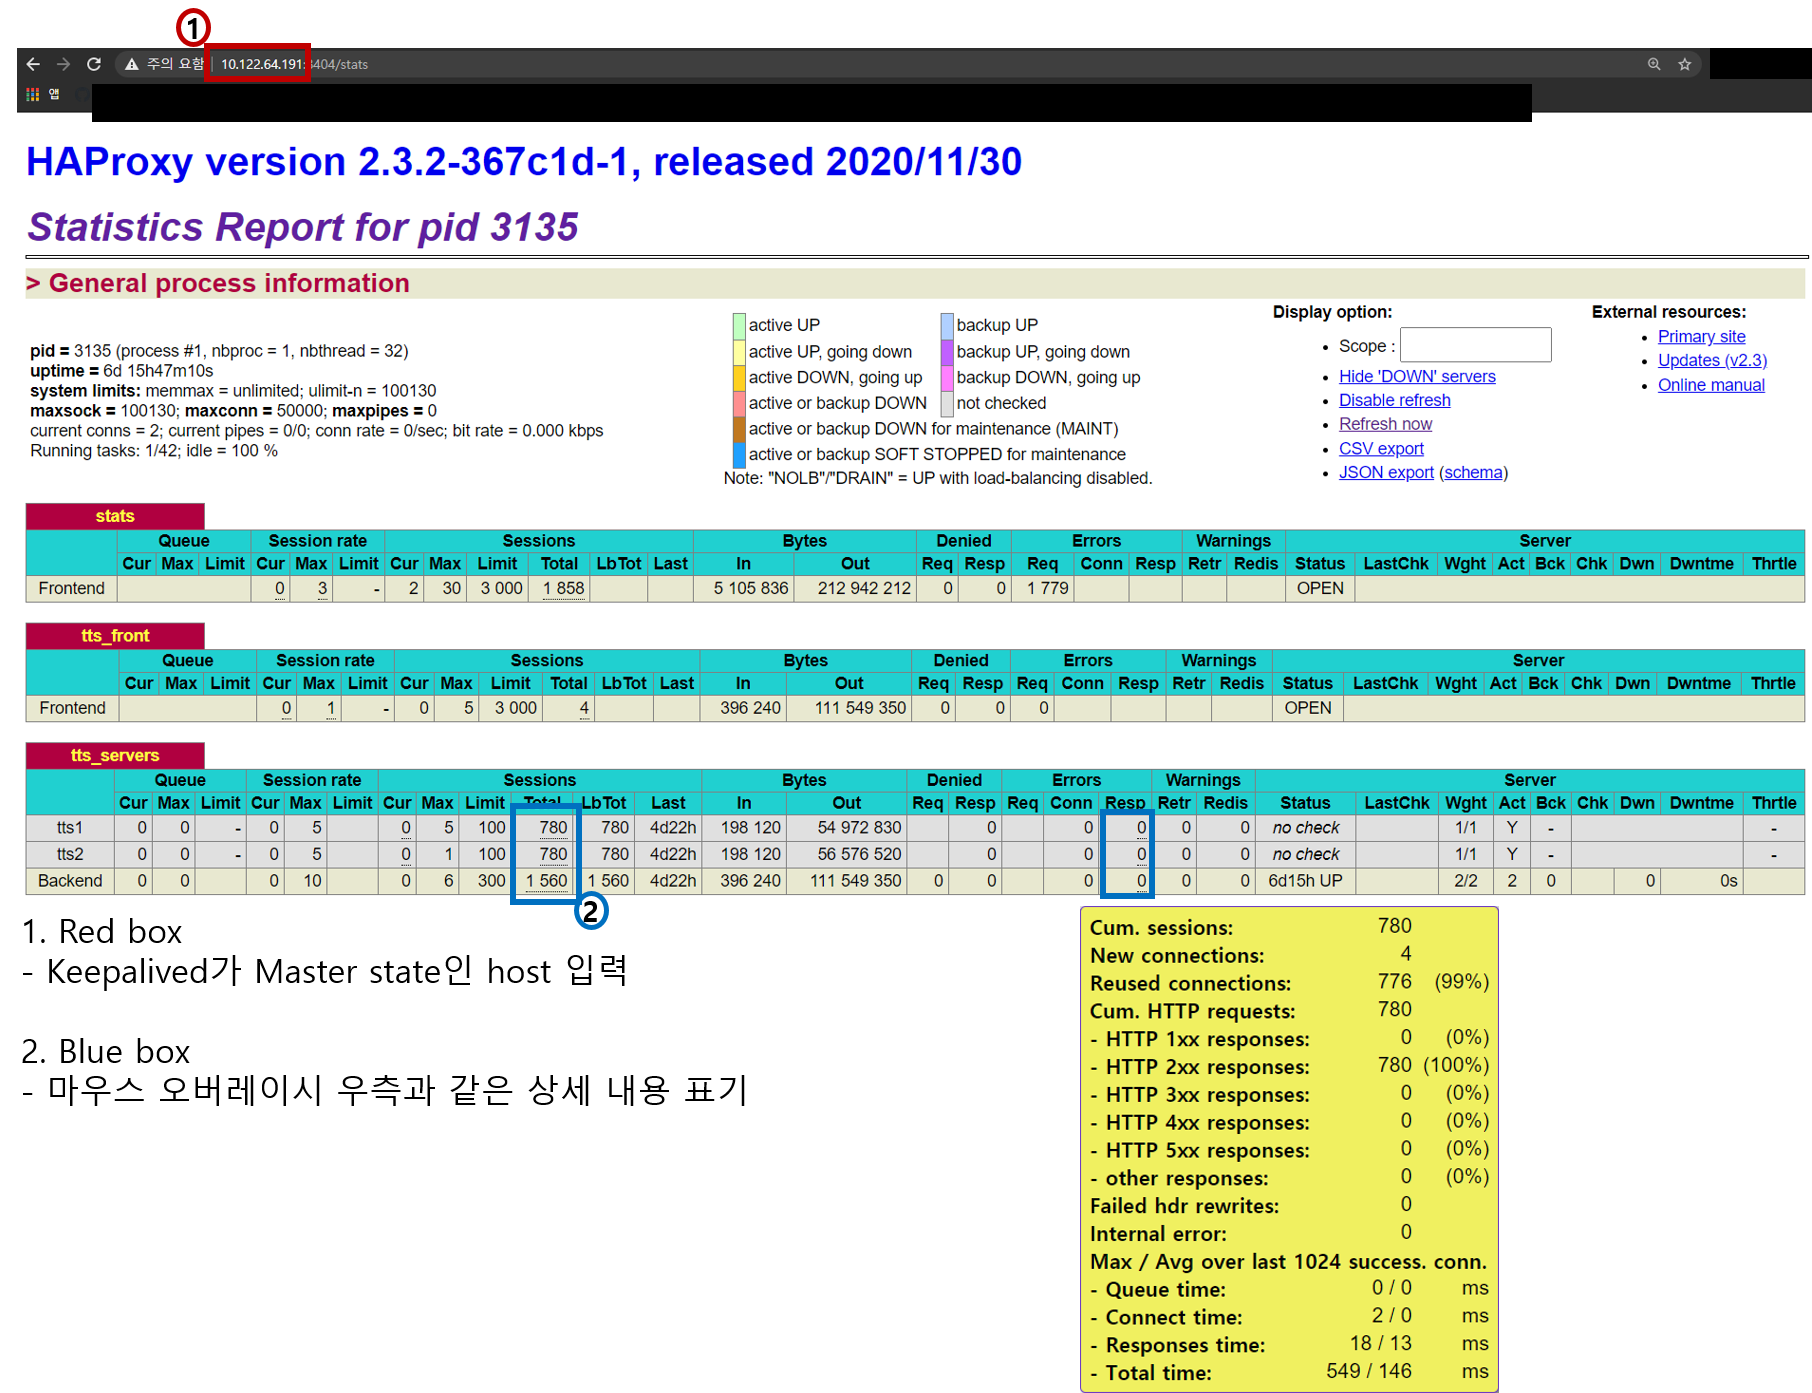 1
주의 요함 | 10.122.64.191:8404/stats
앱
HAProxy version 2.3.2-367c1d-1, released 2020/11/30
Statistics Report for pid 3135
> General process information
pid = 3135 (process #1, nbproc = 1, nbthread = 32)
uptime = 6d 15h47m10s
system limits: memmax = unlimited; ulimit-n = 100130
maxsock = 100130; maxconn = 50000; maxpipes = 0
current conns = 2; current pipes = 0/0; conn rate = 0/sec; bit rate = 0.000 kbps
Running tasks: 1/42; idle = 100 %
active UP backup UP
active UP, going down backup UP, going down
active DOWN, going up backup DOWN, going up
active or backup DOWN not checked
active or backup DOWN for maintenance (MAINT)
active or backup SOFT STOPPED for maintenance
Note: "NOLB"/"DRAIN" = UP with load-balancing disabled.
Display option:
• Scope :
• Hide 'DOWN' servers
• Disable refresh
• Refresh now
• CSV export
• JSON export (schema)
External resources:
• Primary site
• Updates (v2.3)
• Online manual
stats
Queue Session rate Sessions Bytes Denied Errors Warnings Server
Cur Max Limit Cur Max Limit Cur Max Limit Total LbTot Last In Out Req Resp Req Conn Resp Retr Redis Status LastChk Wght Act Bck Chk Dwn Dwntme Thrtle
Frontend 0 3 - 2 30 3 000 1 858 5 105 836 212 942 212 0 0 1 779 OPEN
tts_front
Queue Session rate Sessions Bytes Denied Errors Warnings Server
Cur Max Limit Cur Max Limit Cur Max Limit Total LbTot Last In Out Req Resp Req Conn Resp Retr Redis Status LastChk Wght Act Bck Chk Dwn Dwntme Thrtle
Frontend 0 1 - 0 5 3 000 4 396 240 111 549 350 0 0 0 OPEN
tts_servers
Queue Session rate Sessions Bytes Denied Errors Warnings Server
Cur Max Limit Cur Max Limit Cur Max Limit Total LbTot Last In Out Req Resp Req Conn Resp Retr Redis Status LastChk Wght Act Bck Chk Dwn Dwntme Thrtle
tts1 0 0 - 0 5 0 5 100 780 780 4d22h 198 120 54 972 830 0 0 0 0 0 no check 1/1 Y - -
tts2 0 0 - 0 5 0 1 100 780 780 4d22h 198 120 56 576 520 0 0 0 0 0 no check 1/1 Y - -
Backend 0 0 0 10 0 6 300 1 560 1 560 4d22h 396 240 111 549 350 0 0 0 0 0 0 6d15h UP 2/2 2 0 0 0s
2
1. Red box
- Keepalived가 Master state인 host 입력
2. Blue box
- 마우스 오버레이시 우측과 같은 상세 내용 표기
Cum. sessions: 780
New connections: 4
Reused connections: 776 (99%)
Cum. HTTP requests: 780
- HTTP 1xx responses: 0 (0%)
- HTTP 2xx responses: 780 (100%)
- HTTP 3xx responses: 0 (0%)
- HTTP 4xx responses: 0 (0%)
- HTTP 5xx responses: 0 (0%)
- other responses: 0 (0%)
Failed hdr rewrites: 0
Internal error: 0
Max / Avg over last 1024 success. conn.
- Queue time: 0 / 0 ms
- Connect time: 2 / 0 ms
- Responses time: 18 / 13 ms
- Total time: 549 / 146 ms